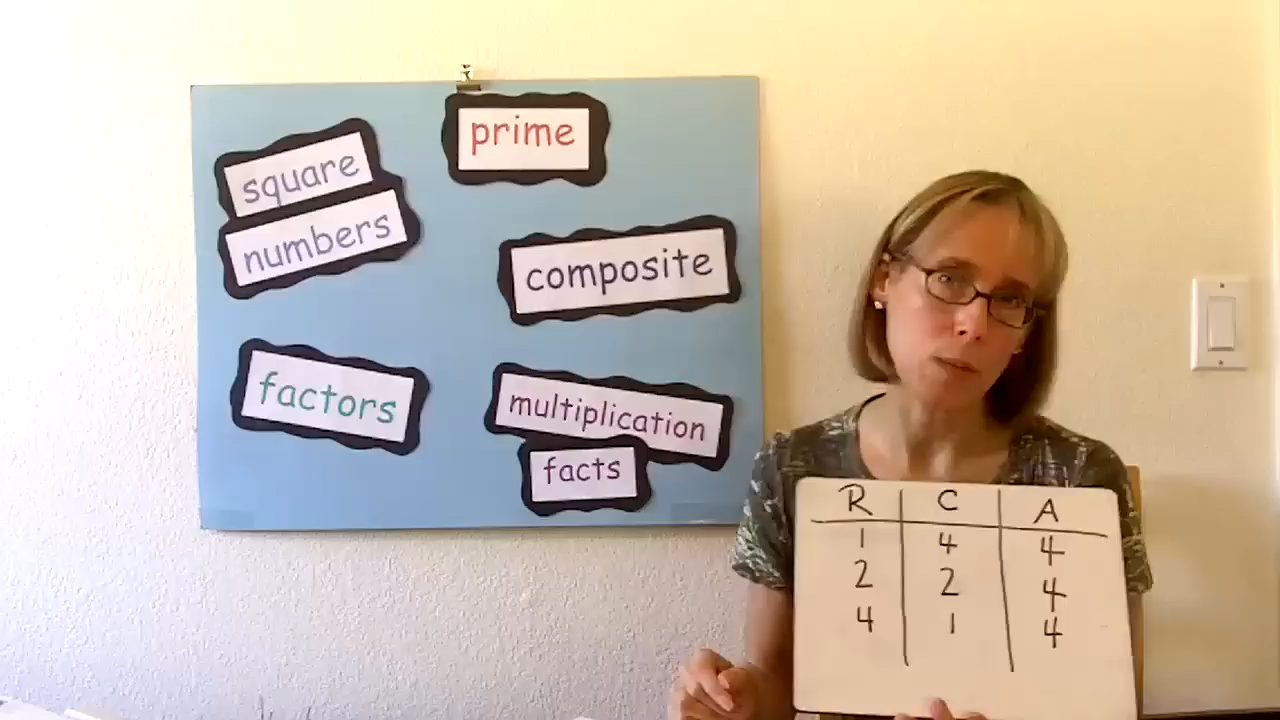 prime
square
numbers
composite
factors
multiplication
facts
R C A
1 4 4
2 2 4
4 1 4